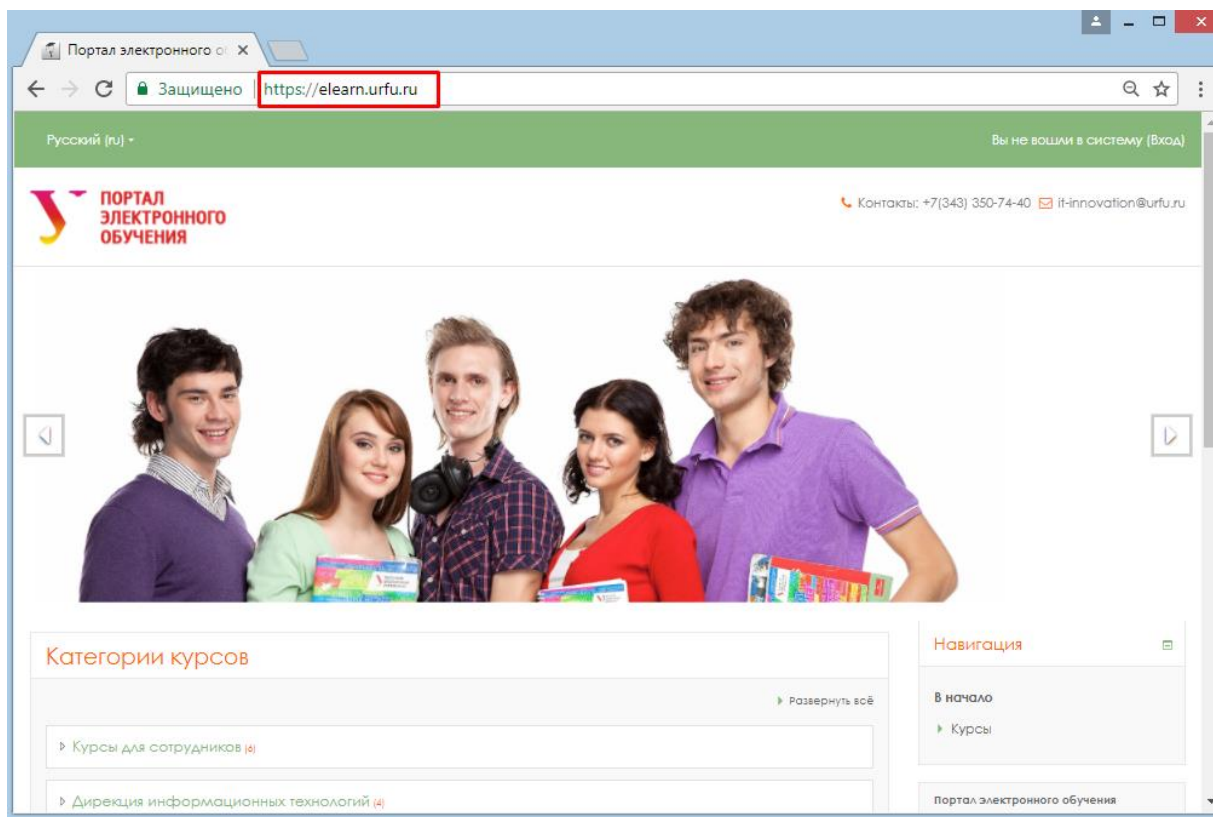 Портал электронного о
Защищено
https://elearn.urfu.ru
Русский (ru)
Вы не вошли в систему (Вход)
ПОРТАЛ
ЭЛЕКТРОННОГО
ОБУЧЕНИЯ
Контакты: +7(343) 350-74-40 it-innovation@urfu.ru
Категории курсов
Развернуть всё
Курсы для сотрудников (6)
Дирекция информационных технологий (4)
Навигация
В начало
Курсы
Портал электронного обучения